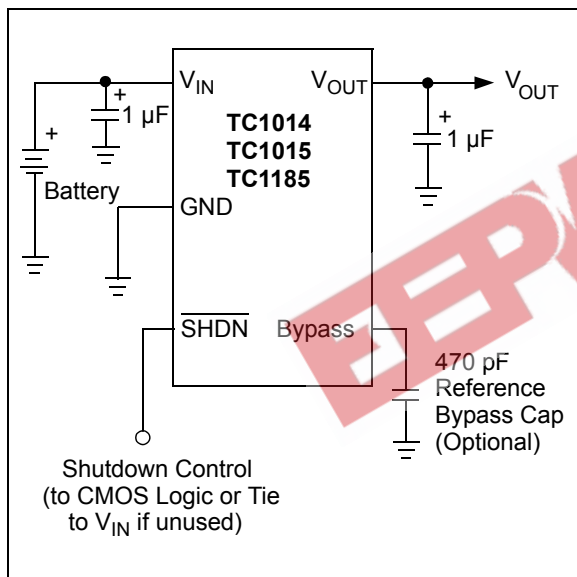 V_IN V_OUT V_OUT
+ +
1 µF TC1014 1 µF
TC1015
TC1185
+
Battery
GND
SHDN Bypass
470 pF
Reference
Bypass Cap
(Optional)
Shutdown Control
(to CMOS Logic or Tie
to V_IN if unused)